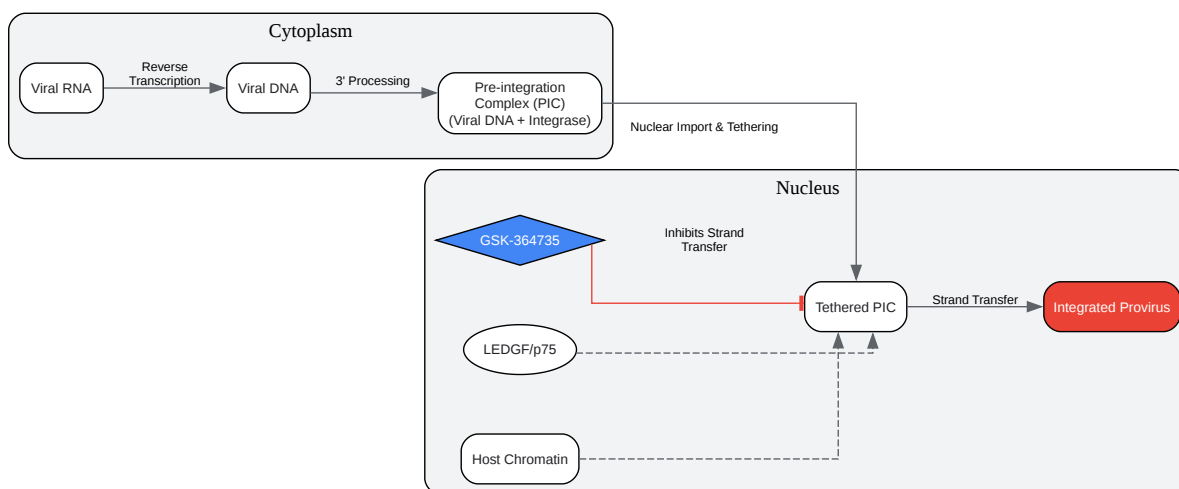 Cytoplasm
Viral RNA
Reverse
Transcription
Viral DNA
3' Processing
Pre-integration
Complex (PIC)
(Viral DNA + Integrase)
Nuclear Import & Tethering
Nucleus
GSK-364735
Inhibits Strand
Transfer
Tethered PIC
Strand Transfer
Integrated Provirus
LEDGF/p75
Host Chromatin